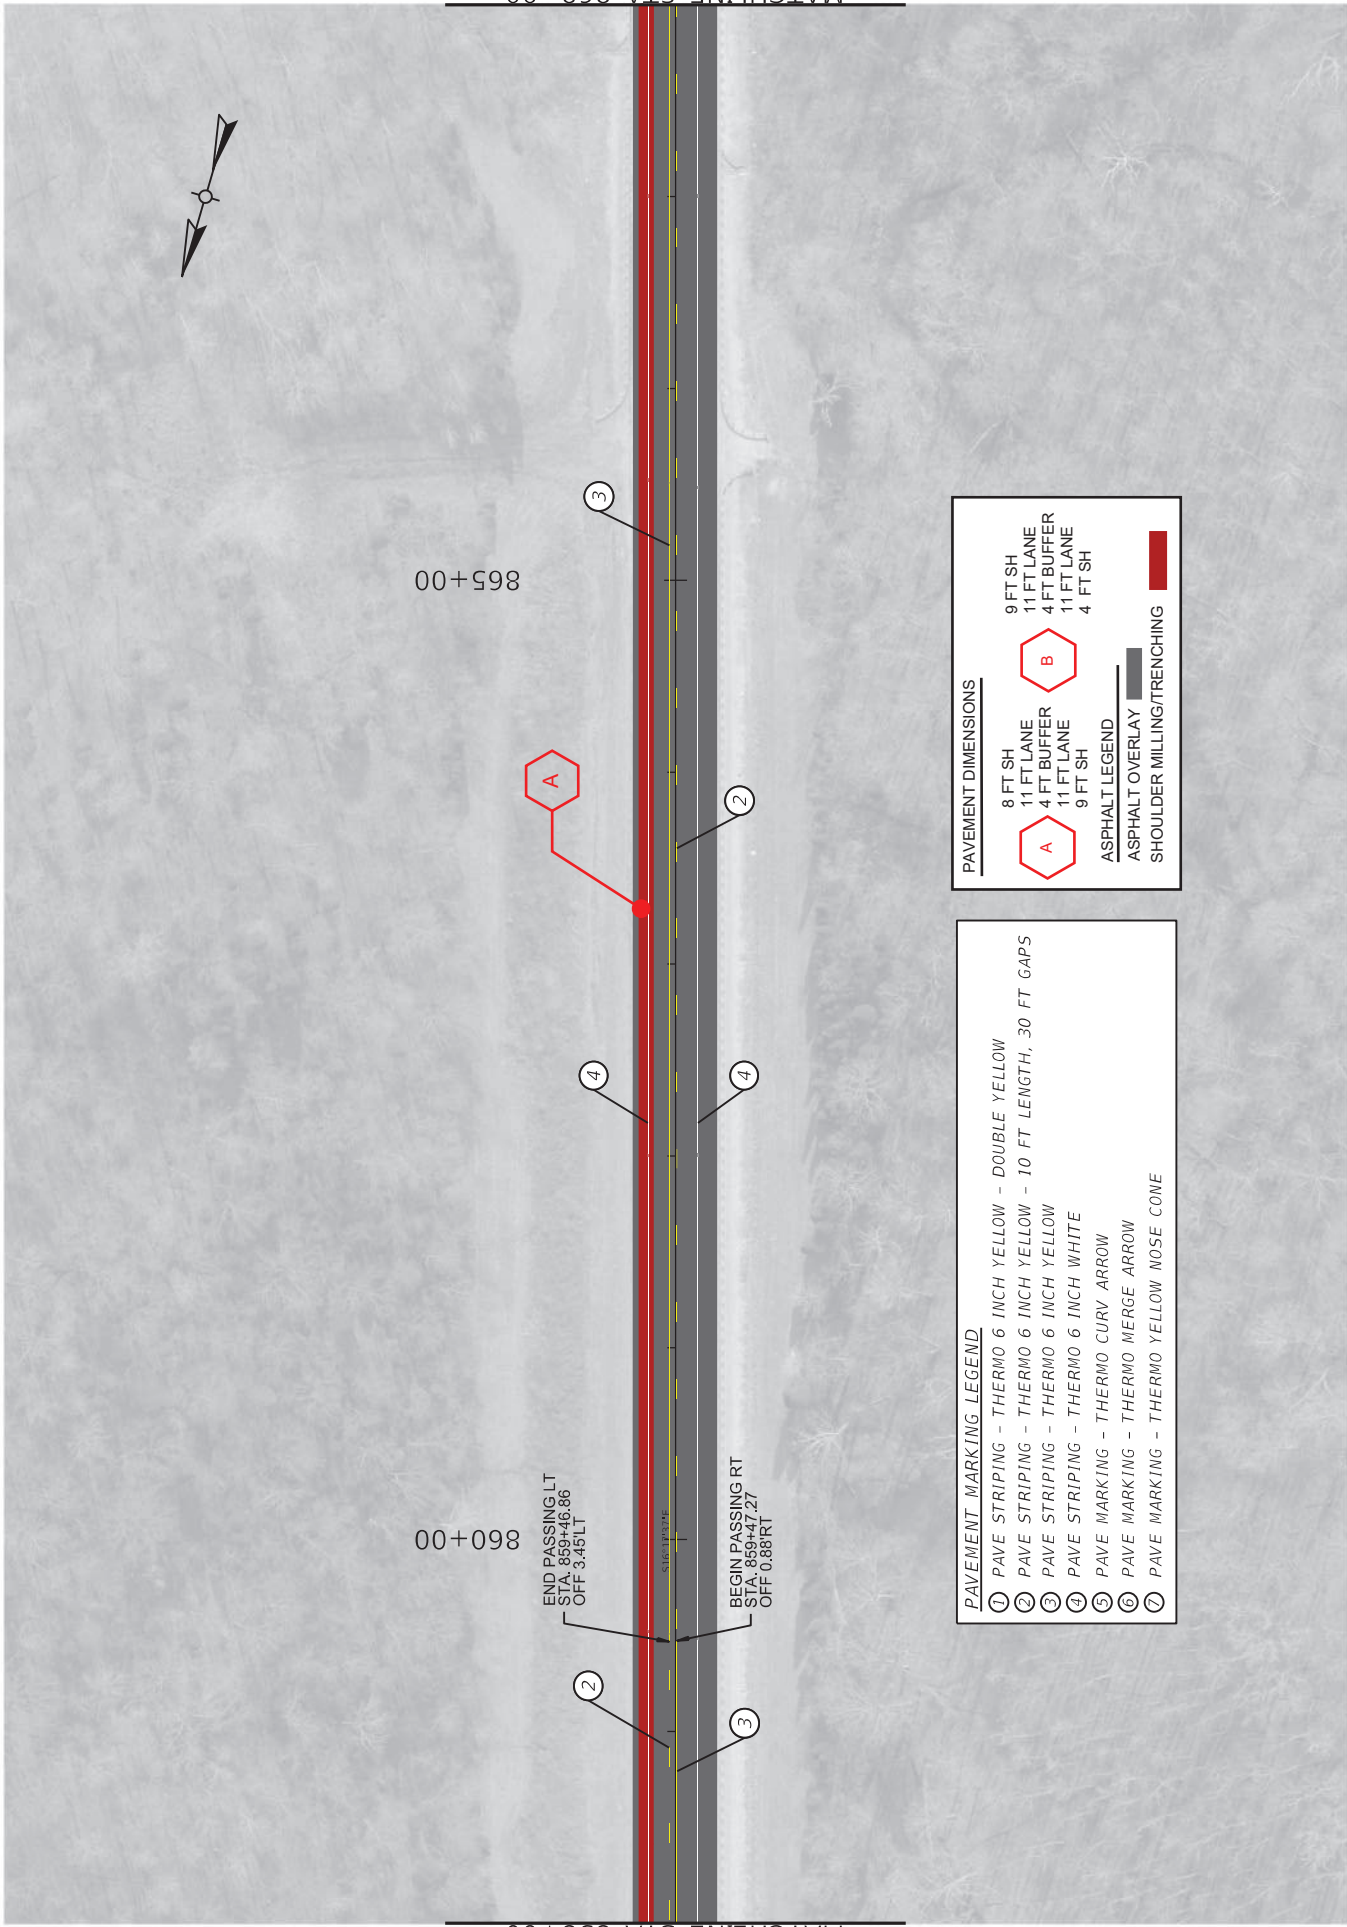 865+00
860+00
END PASSING LT
STA. 859+46.86
OFF 3.45'LT
BEGIN PASSING RT
STA. 859+47.27
OFF 0.88'RT
2
3
4
4
A
2
3
PAVEMENT MARKING LEGEND
1 PAVE STRIPING - THERMO 6 INCH YELLOW - DOUBLE YELLOW
2 PAVE STRIPING - THERMO 6 INCH YELLOW - 10 FT LENGTH, 30 FT GAPS
3 PAVE STRIPING - THERMO 6 INCH YELLOW
4 PAVE STRIPING - THERMO 6 INCH WHITE
5 PAVE MARKING - THERMO CURV ARROW
6 PAVE MARKING - THERMO MERGE ARROW
7 PAVE MARKING - THERMO YELLOW NOSE CONE
PAVEMENT DIMENSIONS
A
8 FT SH
11 FT LANE
4 FT BUFFER
11 FT LANE
9 FT SH
B
9 FT SH
11 FT LANE
4 FT BUFFER
11 FT LANE
4 FT SH
ASPHALT LEGEND
ASPHALT OVERLAY
SHOULDER MILLING/TRENCHING